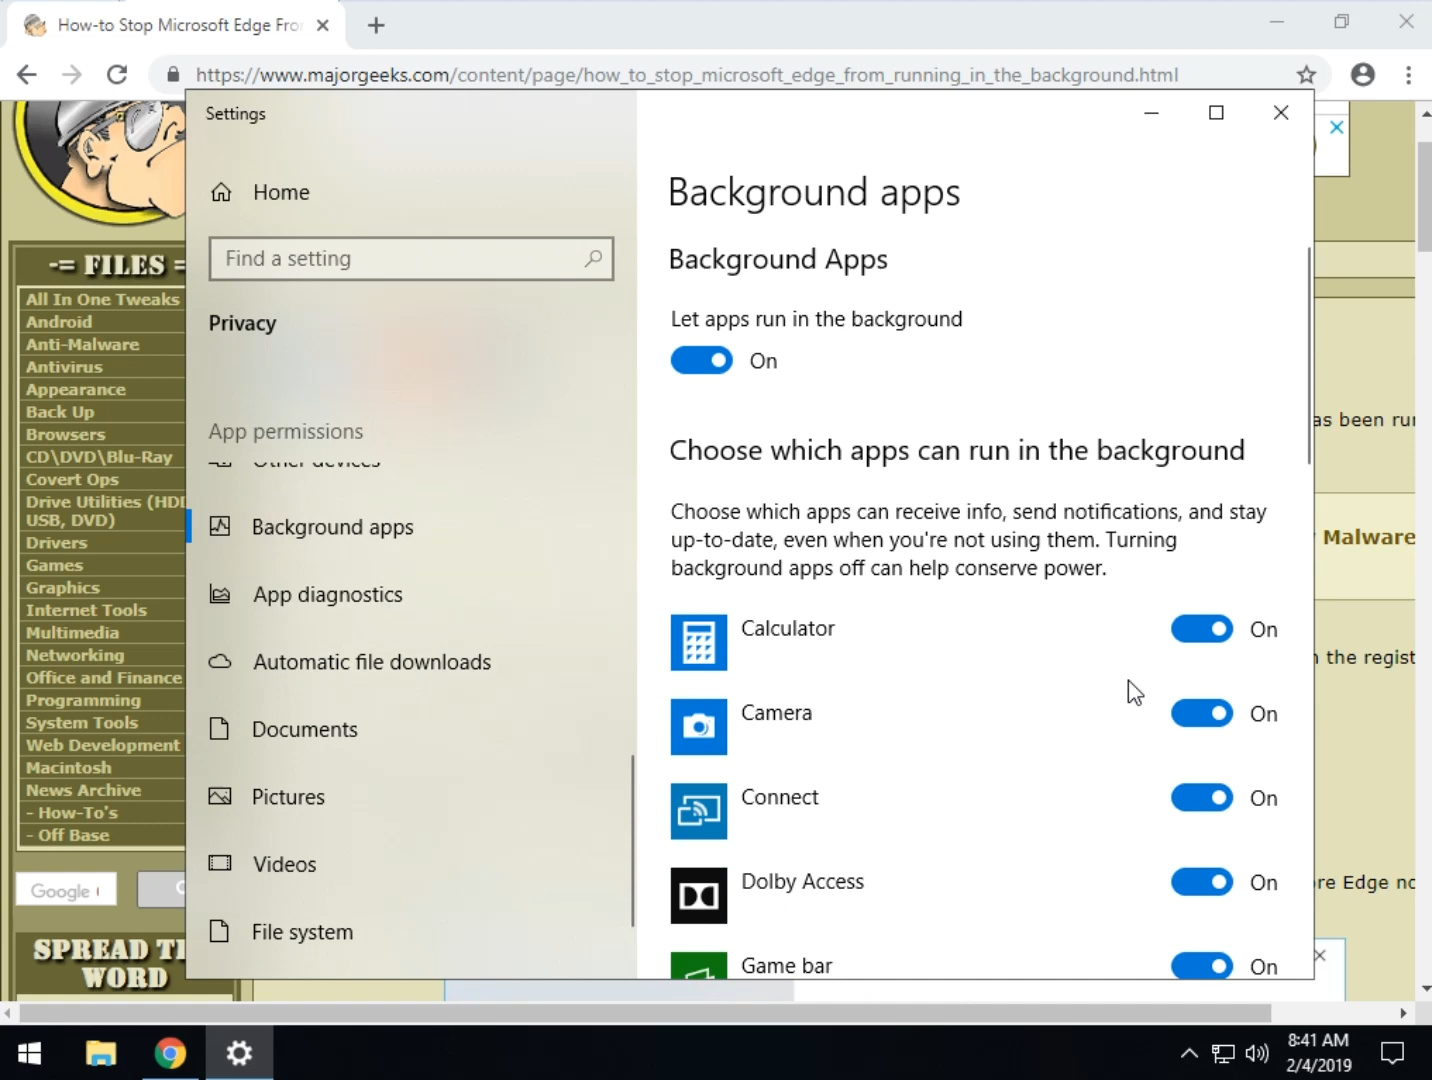 How-to Stop Microsoft Edge Fro
https://www.majorgeeks.com/content/page/how_to_stop_microsoft_edge_from_running_in_the_background.html
Settings
Home
Find a setting
Privacy
App permissions
Other devices
Background apps
App diagnostics
Automatic file downloads
Documents
Pictures
Videos
File system
Background apps
Background Apps
Let apps run in the background
On
Choose which apps can run in the background
Choose which apps can receive info, send notifications, and stay
up-to-date, even when you're not using them. Turning
background apps off can help conserve power.
Calculator On
Camera On
Connect On
Dolby Access On
Game bar On
-= FILES =
All In One Tweaks
Android
Anti-Malware
Antivirus
Appearance
Back Up
Browsers
CD\DVD\Blu-Ray
Covert Ops
Drive Utilities (HDD
USB, DVD)
Drivers
Games
Graphics
Internet Tools
Multimedia
Networking
Office and Finance
Programming
System Tools
Web Development
Macintosh
News Archive
- How-To's
- Off Base
Google
SPREAD T
WORD
as been ru
Malware
the regist
re Edge no
8:41 AM
2/4/2019